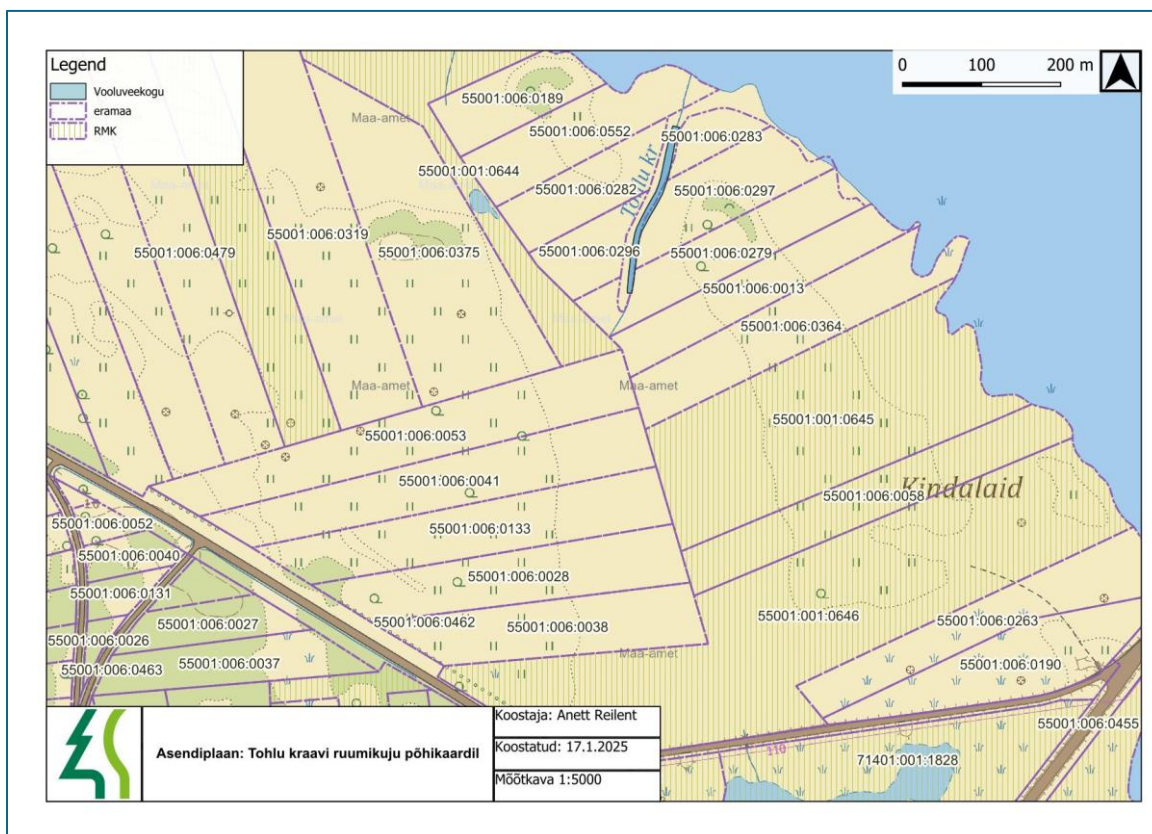 Legend
Vooluveekogu
eramaa
RMK
0 100 200 m
55001:006:0189
Maa-amet
55001:006:0552
55001:006:0283
55001:001:0644
Tohlu kr
55001:006:0282
55001:006:0297
55001:006:0319
55001:006:0479
55001:006:0375
55001:006:0296
55001:006:0279
55001:006:0013
Maa-amet
Maa-amet
55001:006:0364
Maa-amet
Maa-amet
55001:001:0645
55001:006:0053
55001:006:0041
Kindalaid
55001:006:0058
55001:006:0052
55001:006:0133
55001:006:0040
55001:006:0028
55001:006:0131
55001:001:0646
55001:006:0263
55001:006:0027
55001:006:0462
55001:006:0038
55001:006:0026
Maa-amet
55001:006:0037
55001:006:0463
55001:006:0190
55001:006:0455
110
71401:001:1828
Asendiplaan: Tohlu kraavi ruumikuju põhikaardil
Koostaja: Anett Reilent
Koostatud: 17.1.2025
Mõõtkava 1:5000